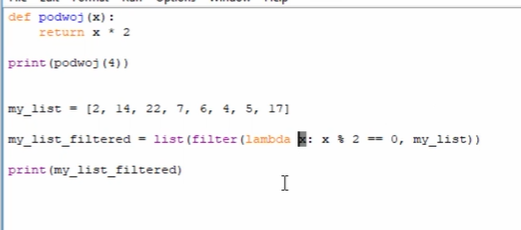 def podwoj(x):
    return x * 2
print(podwoj(4))
my_list = [2, 14, 22, 7, 6, 4, 5, 17]
my_list_filtered = list(filter(lambda x: x % 2 == 0, my_list))
print(my_list_filtered)